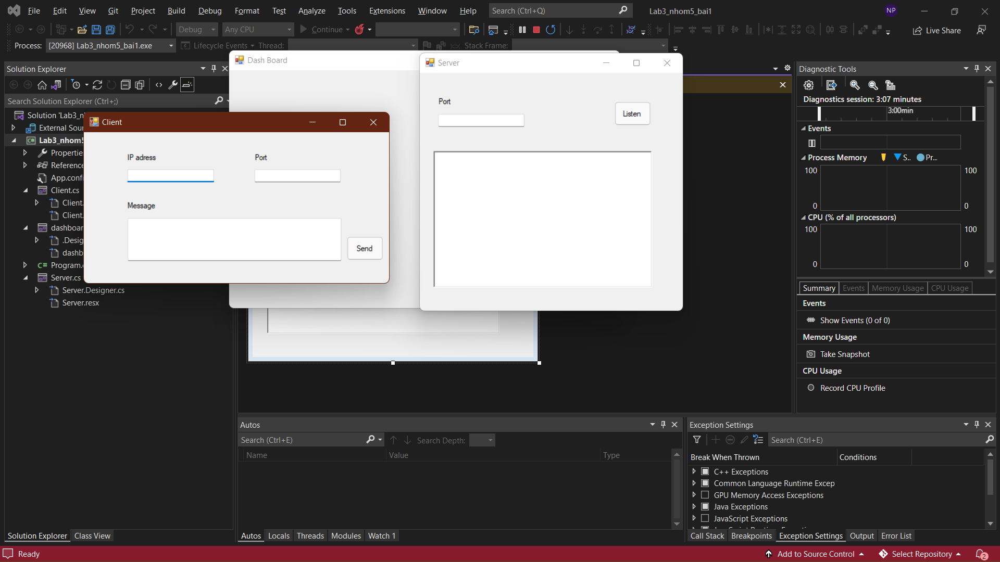 File Edit View Git Project Build Debug Format Test Analyze Tools Extensions Window Help Search (Ctrl+Q) Lab3_nhom5_bai1 NP
Debug Any CPU Continue Live Share
Process: [20968] Lab3_nhom5_bai1.exe Lifecycle Events Thread: Stack Frame:
Solution Explorer
Search Solution Explorer (Ctrl+;)
Solution 'Lab3_n
External Sou
Lab3_nhom5
Propertie
Reference
App.confi
Client.cs
Client.
Client.
dashboar
.Desig
dashb
Program.
Server.cs
Server.Designer.cs
Server.resx
Solution Explorer Class View
Dash Board
Client
IP adress
Port
Message
Send
Server
Port
Listen
Diagnostic Tools
Diagnostics session: 3:07 minutes
3:00min
Events
Process Memory S.. Pr...
100 100
0 0
CPU (% of all processors)
100 100
0 0
Summary Events Memory Usage CPU Usage
Events
Show Events (0 of 0)
Memory Usage
Take Snapshot
CPU Usage
Record CPU Profile
Autos
Search (Ctrl+E) Search Depth:
Name Value Type
Autos Locals Threads Modules Watch 1
Exception Settings
Search (Ctrl+E)
Break When Thrown Conditions
C++ Exceptions
Common Language Runtime Excep
GPU Memory Access Exceptions
Java Exceptions
JavaScript Exceptions
Call Stack Breakpoints Exception Settings Output Error List
Ready Add to Source Control Select Repository 2